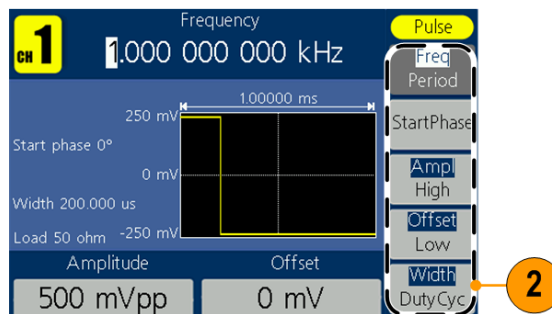 CH 1
Frequency
1.000 000 000 kHz
Pulse
Freq
Period
StartPhase
Ampl
High
Offset
Low
Width
DutyCyc
1.00000 ms
250 mV
Start phase 0°
0 mV
Width 200.000 us
Load 50 ohm
-250 mV
Amplitude
500 mVpp
Offset
0 mV
2